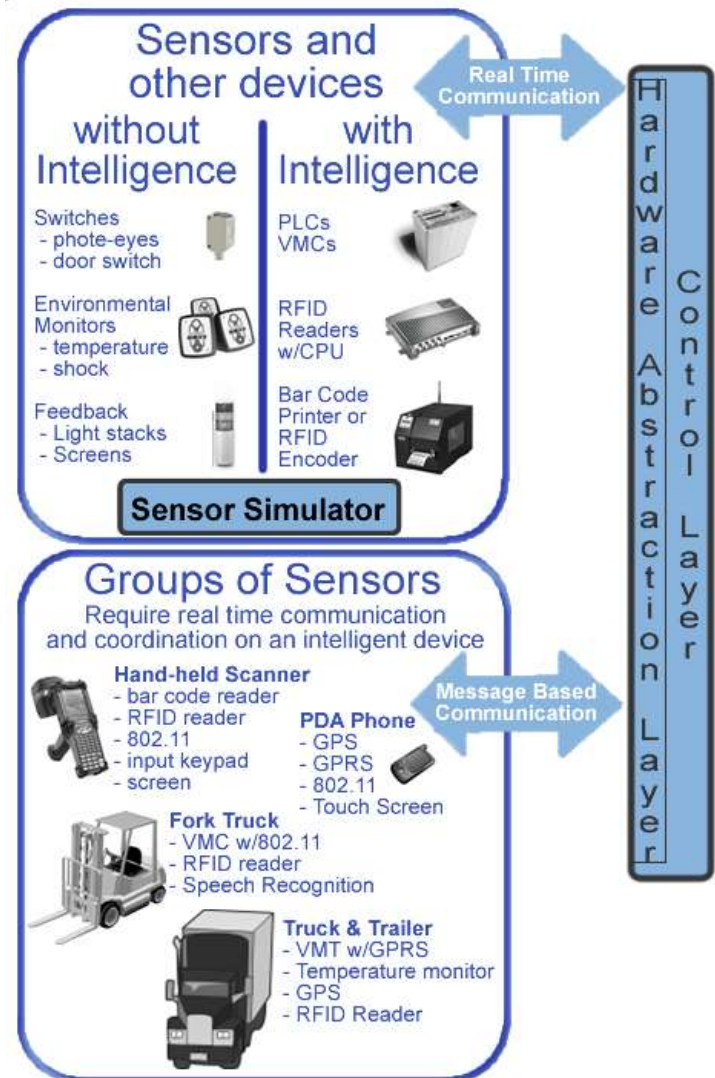 Sensors and
other devices
without
Intelligence
Switches
- phote-eyes
- door switch
Environmental
Monitors
- temperature
- shock
Feedback
- Light stacks
- Screens
with
Intelligence
PLCs
VMCs
RFID
Readers
w/CPU
Bar Code
Printer or
RFID
Encoder
Sensor Simulator
Real Time
Communication
Groups of Sensors
Require real time communication
and coordination on an intelligent device
Hand-held Scanner
- bar code reader
- RFID reader
- 802.11
- input keypad
- screen
PDA Phone
- GPS
- GPRS
- 802.11
- Touch Screen
Fork Truck
- VMC w/802.11
- RFID reader
- Speech Recognition
Truck & Trailer
- VMT w/GPRS
- Temperature monitor
- GPS
- RFID Reader
Message Based
Communication
Hardware Abstraction Layer
Control Layer